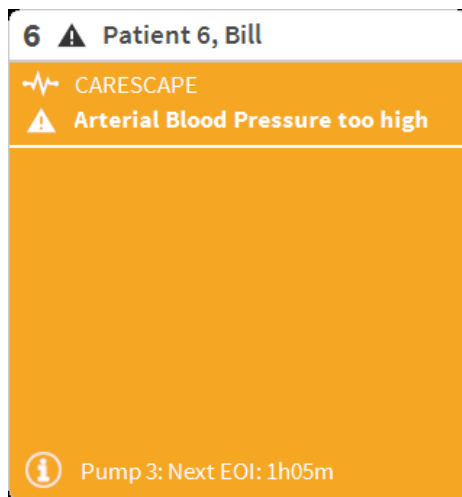 6 Patient 6, Bill
CARESCAPE
Arterial Blood Pressure too high
Pump 3: Next EOI: 1h05m